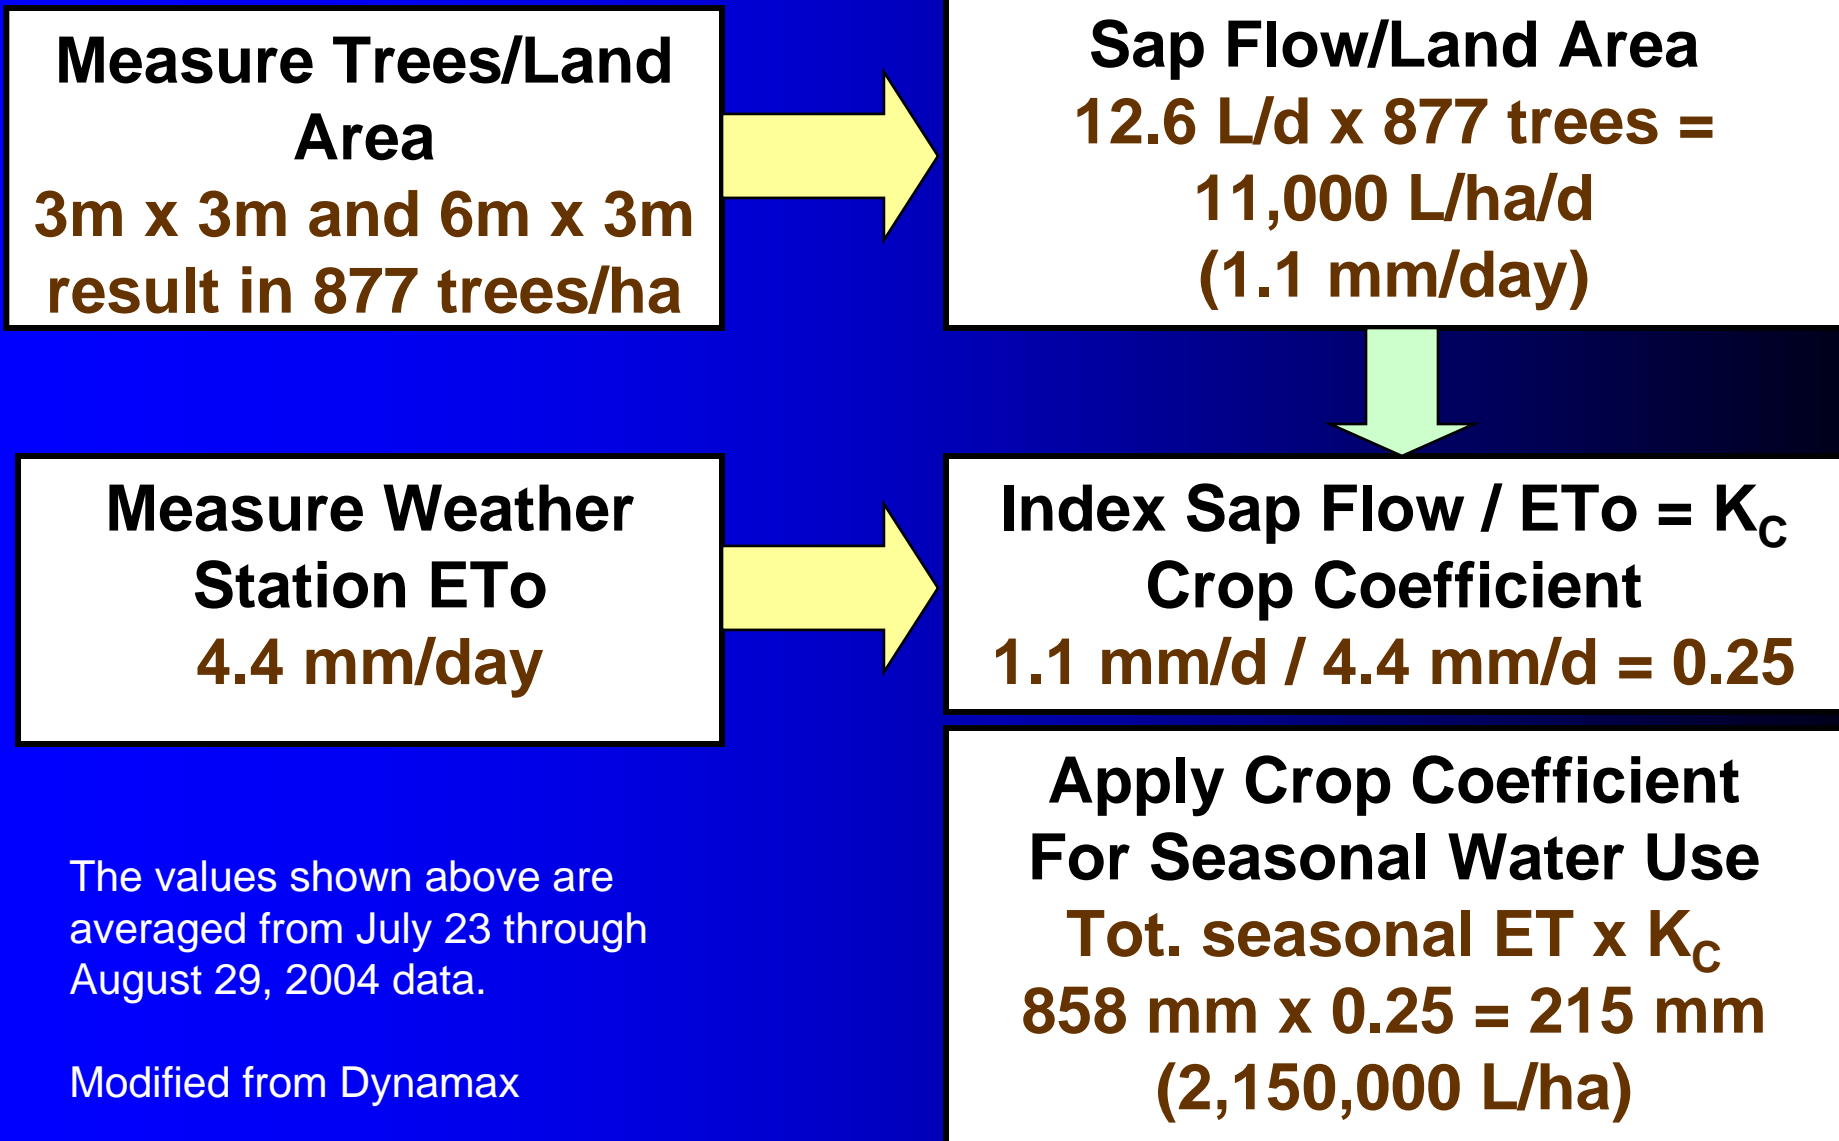 Measure Trees/Land
Area
3m x 3m and 6m x 3m
result in 877 trees/ha
Sap Flow/Land Area
12.6 L/d x 877 trees =
11,000 L/ha/d
(1.1 mm/day)
Measure Weather
Station ETo
4.4 mm/day
Index Sap Flow / ETo = KC
Crop Coefficient
1.1 mm/d / 4.4 mm/d = 0.25
Apply Crop Coefficient
For Seasonal Water Use
Tot. seasonal ET x KC
858 mm x 0.25 = 215 mm
(2,150,000 L/ha)
The values shown above are
averaged from July 23 through
August 29, 2004 data.
Modified from Dynamax